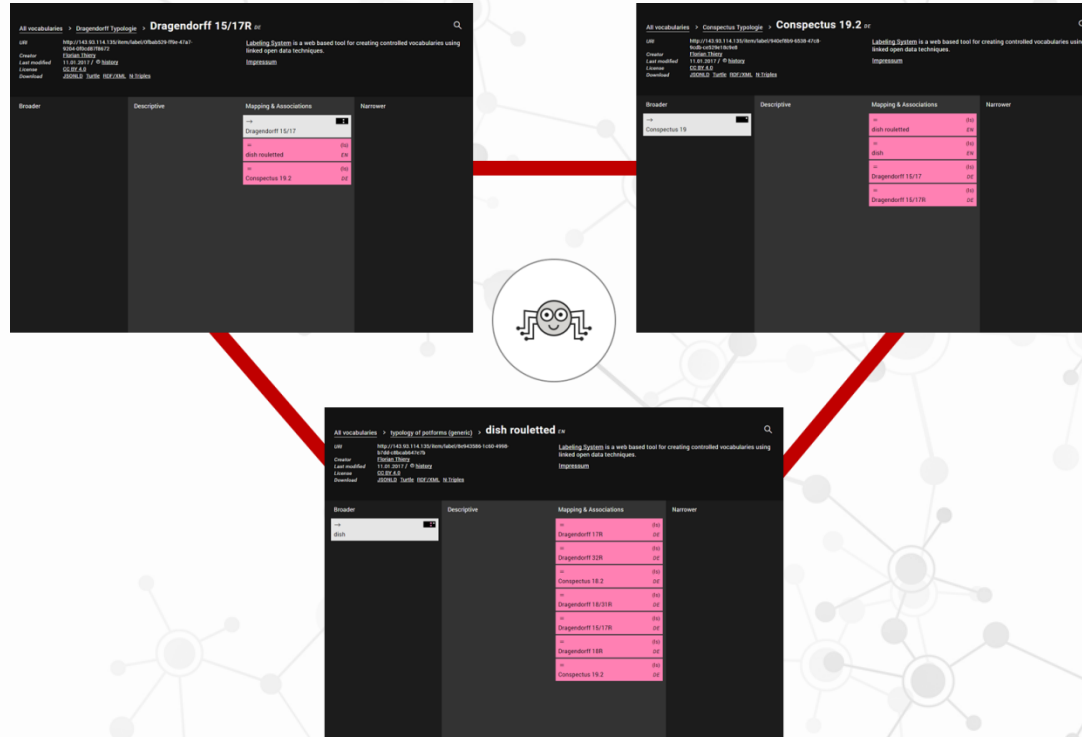 All vocabularies > Dragendorff Typologie > Dragendorff 15/17R DE
URI
Creator Florian Thiery
Last modified 11.01.2017 / history
License CC BY 4.0
Download JSONLD Turtle RDF/XML N-Triples
Labeling System is a web based tool for creating controlled vocabularies using
linked open data techniques.
Impressum
Broader Descriptive Mapping & Associations Narrower
→
Dragendorff 15/17
=
dish rouletted EN
=
Conspectus 19.2 DE
All vocabularies > Conspectus Typologie > Conspectus 19.2 DE
URI
Creator Florian Thiery
Last modified 11.01.2017 / history
License CC BY 4.0
Download JSONLD Turtle RDF/XML N-Triples
Labeling System is a web based tool for creating controlled vocabularies using
linked open data techniques.
Impressum
Broader Descriptive Mapping & Associations Narrower
→
Conspectus 19
=
dish rouletted EN
=
dish EN
=
Dragendorff 15/17 DE
=
Dragendorff 15/17R DE
All vocabularies > typology of potforms (generic) > dish rouletted EN
URI
Creator Florian Thiery
Last modified 11.01.2017 / history
License CC BY 4.0
Download JSONLD Turtle RDF/XML N-Triples
Labeling System is a web based tool for creating controlled vocabularies using
linked open data techniques.
Impressum
Broader Descriptive Mapping & Associations Narrower
→
dish
=
Dragendorff 17R DE
=
Dragendorff 32R DE
=
Conspectus 18.2 DE
=
Dragendorff 18/31R DE
=
Dragendorff 15/17R DE
=
Dragendorff 18R DE
=
Conspectus 19.2 DE